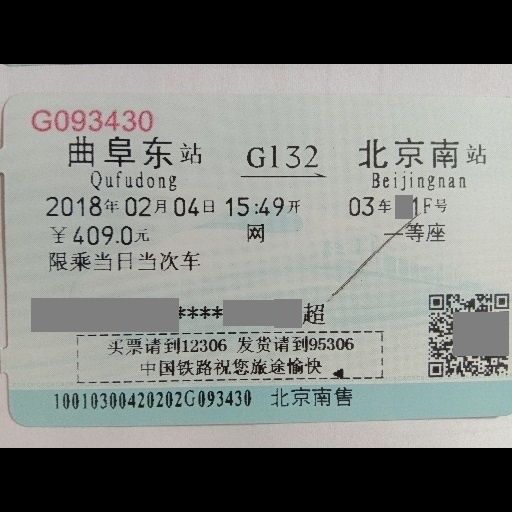 G093430
曲阜东站 G132 北京南站
Qufudong Beijingnan
2018年02月04日15:49开 03车 1F号
￥409.0元 网 一等座
限乘当日当次车
****超
买票请到12306 发货请到95306
中国铁路祝您旅途愉快
10010300420202G093430 北京南售